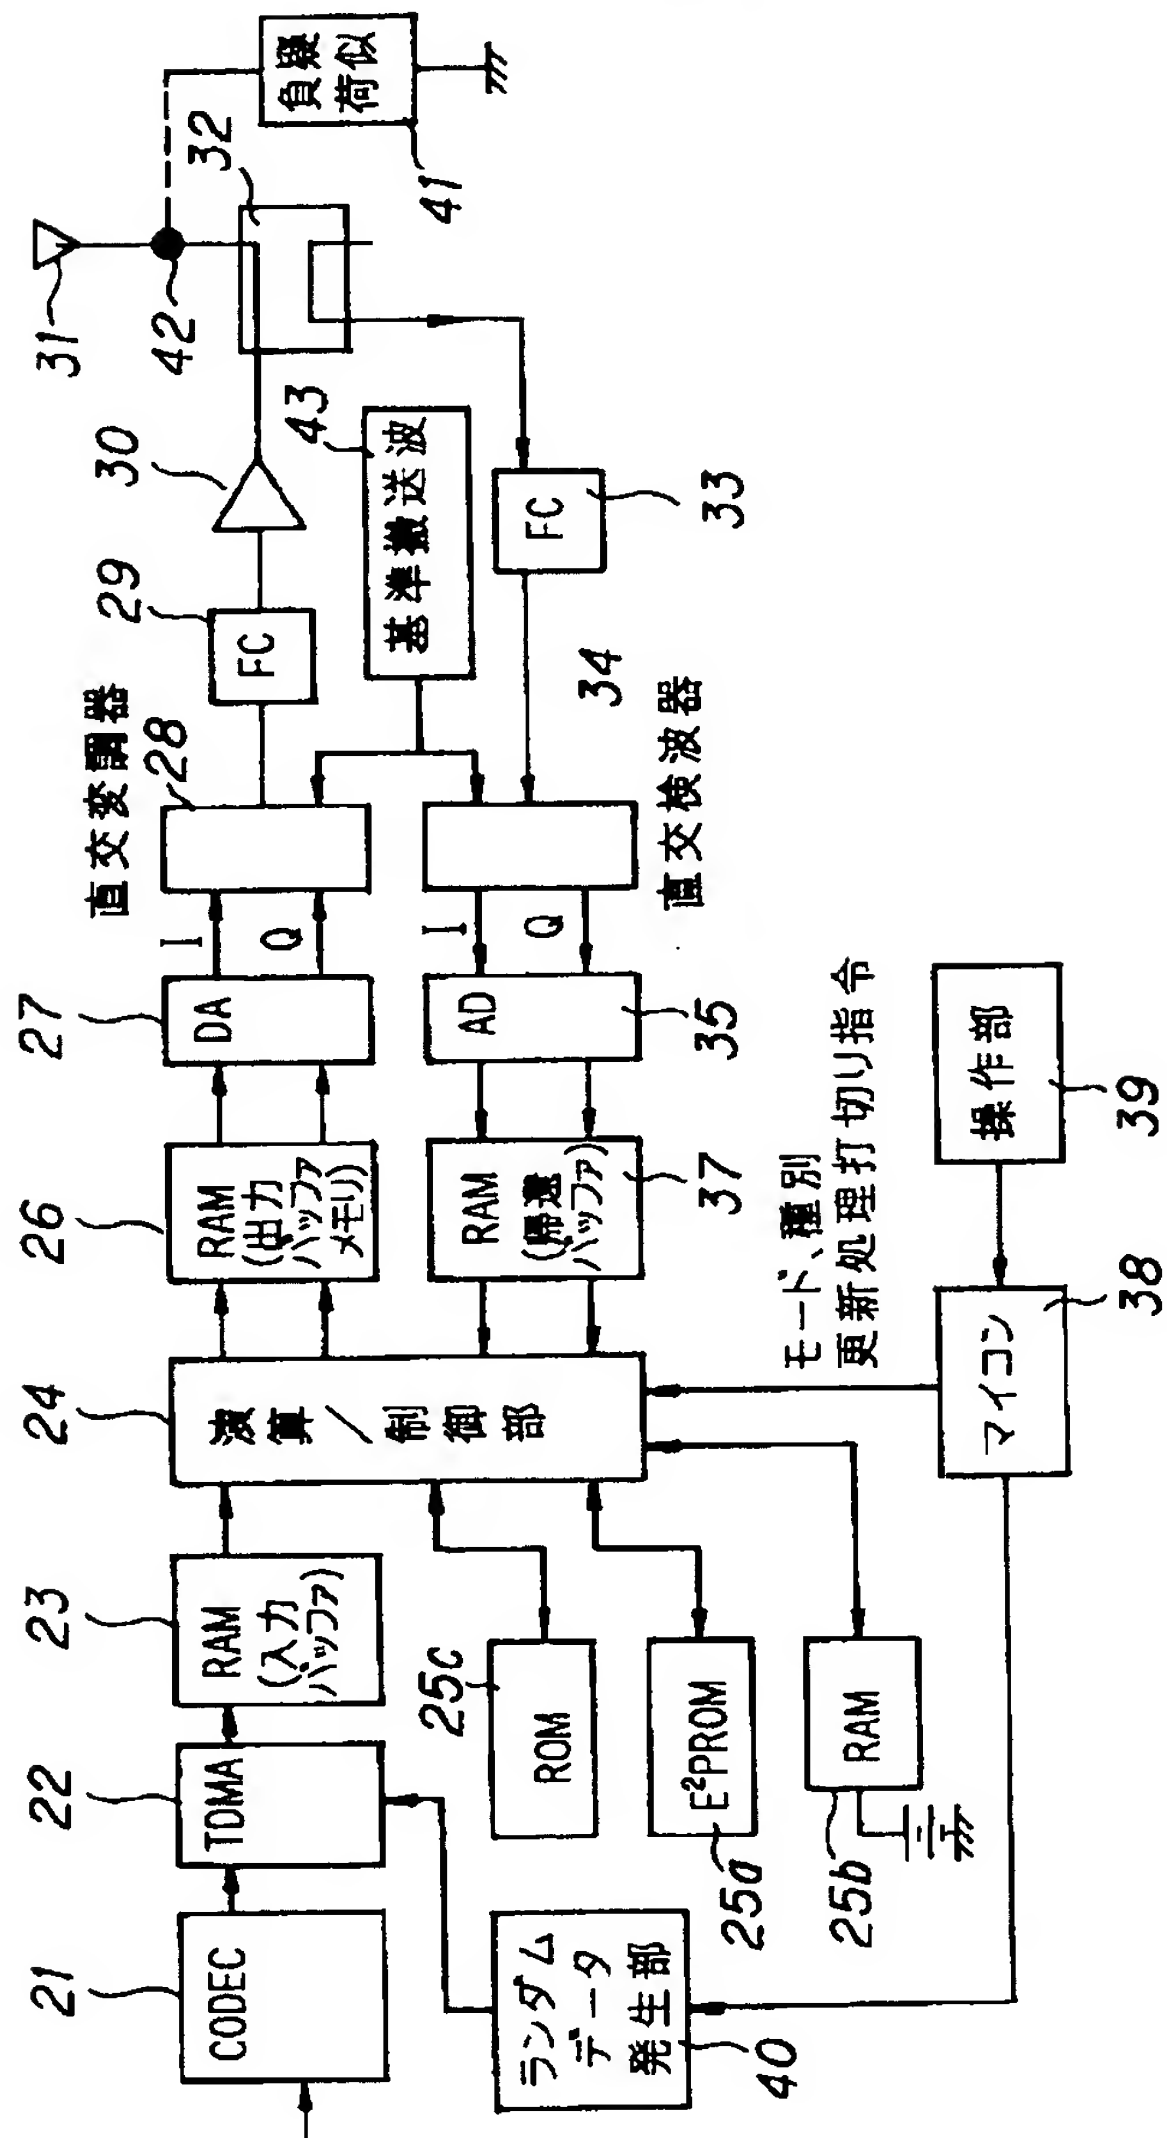 21
CODEC
22
TDMA
23
RAM
(入力
バッファ)
24
演算/制御部
26
RAM
(出力
バッファ
メモリ)
27
DA
I
Q
直交変調器
28
29
FC
30
31
42
32
負荷
疑似
41
43
基準搬送波
33
FC
34
直交検波器
I
Q
AD
35
RAM
(帰還
バッファ)
37
25c
ROM
E²PROM
25a
RAM
25b
ランダム
データ
発生部
40
モード、種別
更新処理打切り指令
操作部
39
マイコン
38